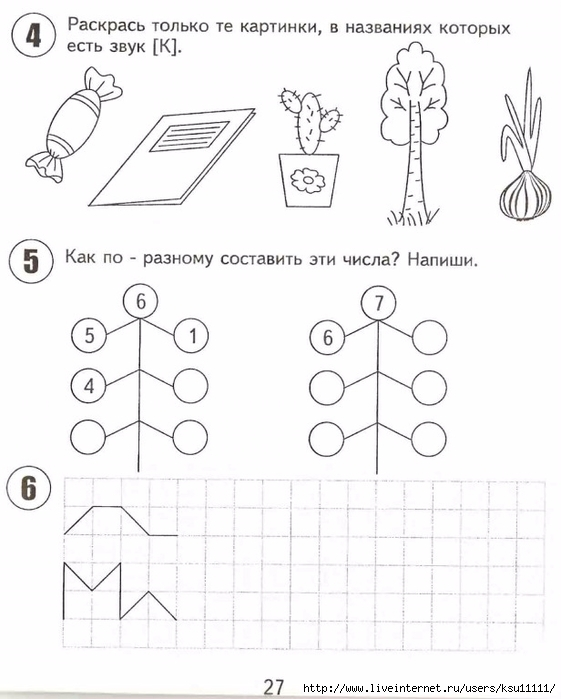 4
Раскрась только те картинки, в названиях которых
есть звук [К].
5
Как по - разному составить эти числа? Напиши.
6 7
5 1 6
4
6
27 http://www.liveinternet.ru/users/ksu11111/